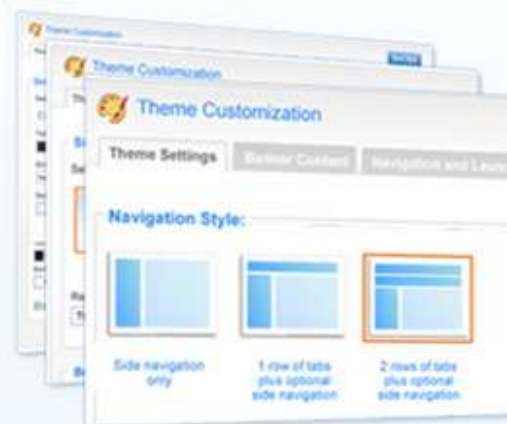 Theme Customization
Theme Customization
Theme Customization
Theme Settings
Banner Content
Navigation and
Navigation Style:
Side navigation
only
1 row of tabs
plus optional
side navigation
2 rows of tabs
plus optional
side navigation